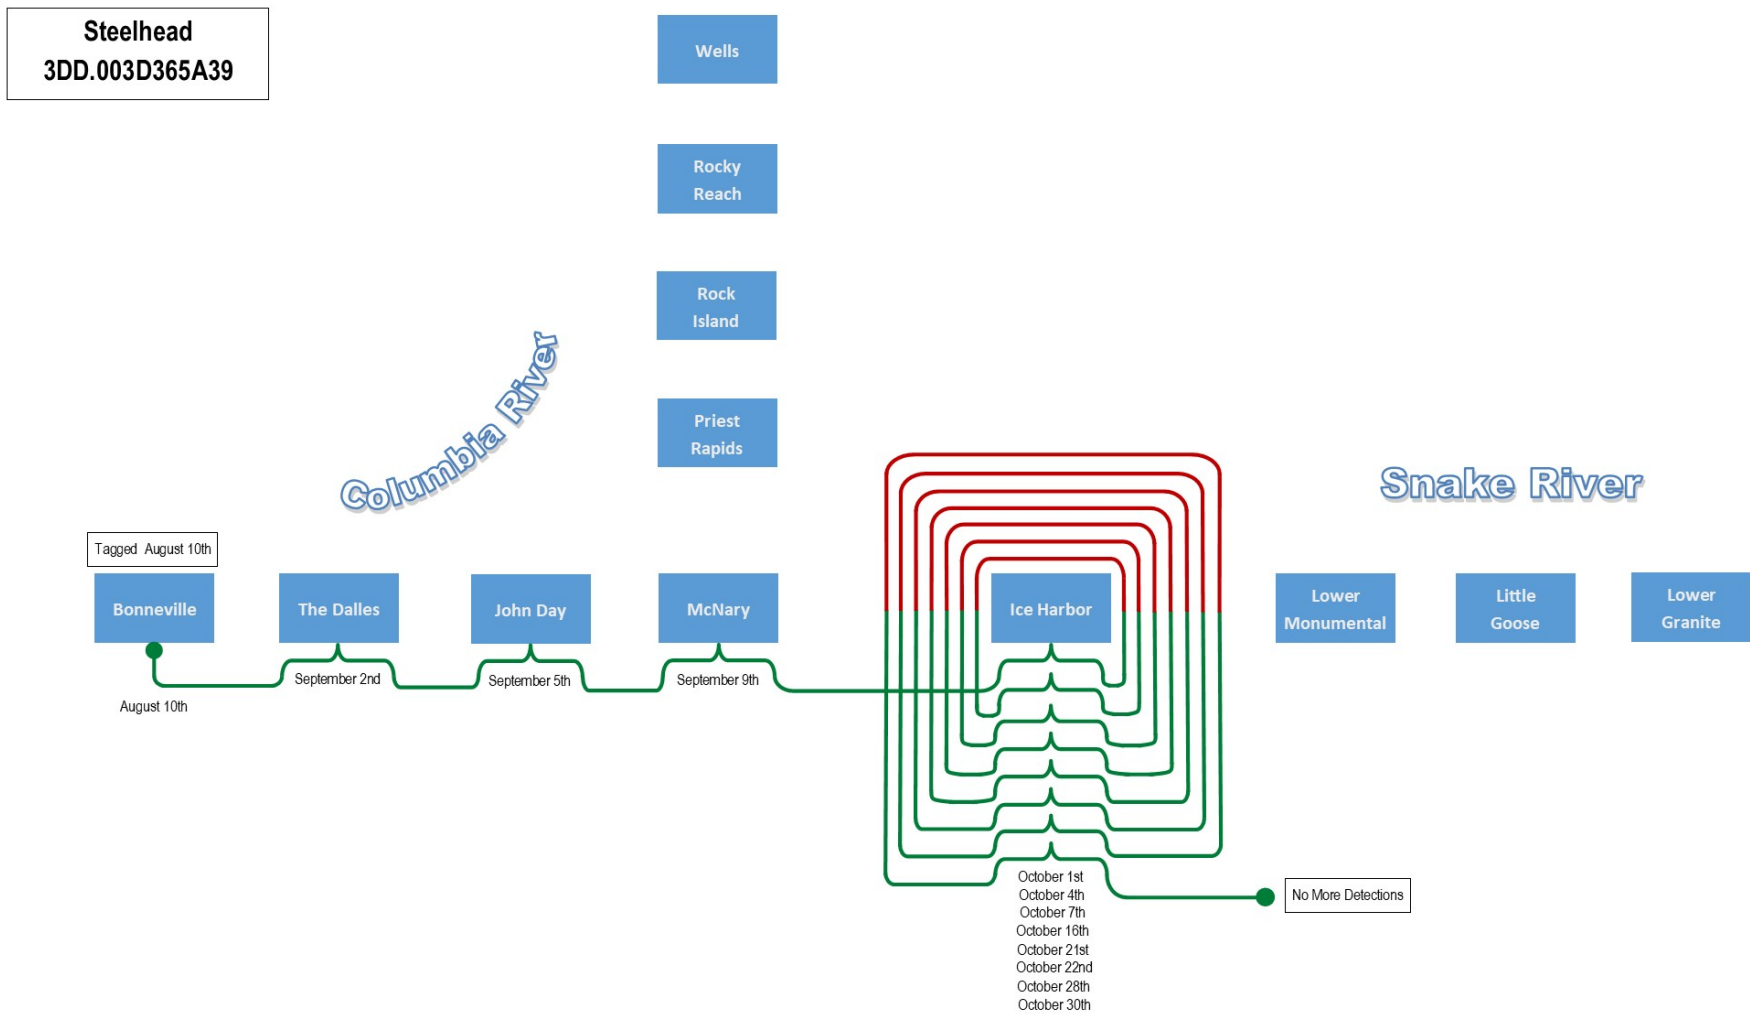 Steelhead
3DD.003D365A39
Wells
Rocky
Reach
Rock
Island
Priest
Rapids
Columbia River
Snake River
Tagged August 10th
Bonneville
The Dalles
John Day
McNary
Ice Harbor
Lower
Monumental
Little
Goose
Lower
Granite
August 10th
September 2nd
September 5th
September 9th
October 1st
October 4th
October 7th
October 16th
October 21st
October 22nd
October 28th
October 30th
No More Detections